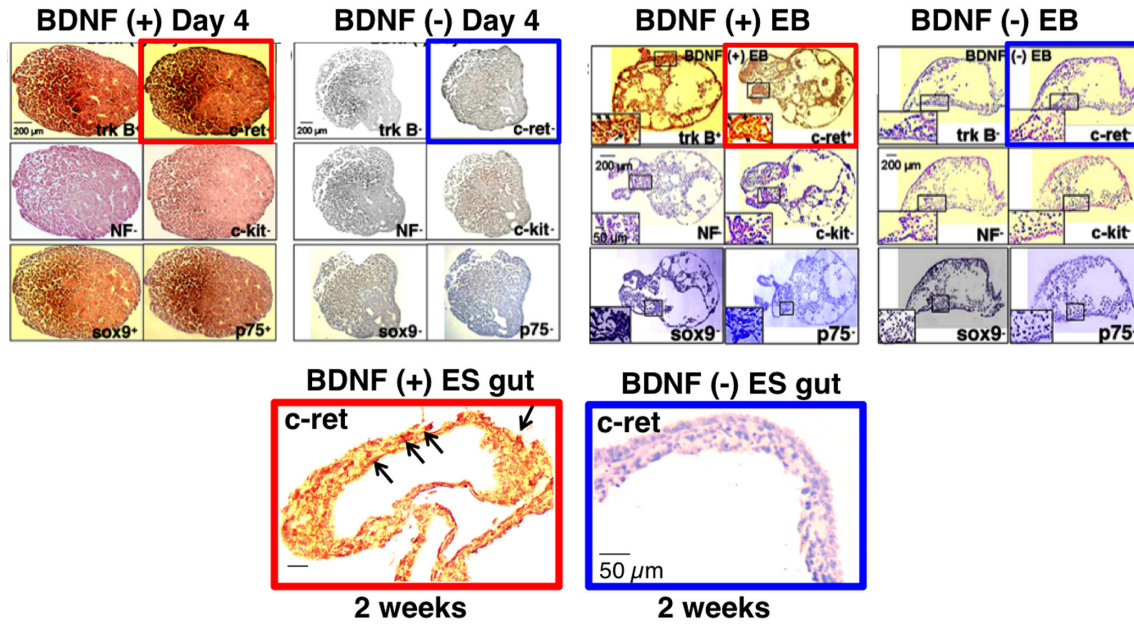 BDNF (+) Day 4
BDNF (-) Day 4
BDNF (+) EB
BDNF (-) EB
200 µm
trk B+
c-ret+
NF-
c-kit-
sox9+
p75+
trk B-
c-ret-
NF-
c-kit-
sox9-
p75-
BDNF (+) EB
trk B+
c-ret+
200 µm
50 µm
NF-
c-kit-
sox9-
p75-
BDNF (-) EB
trk B-
c-ret-
200 µm
NF-
c-kit-
sox9-
p75-
BDNF (+) ES gut
BDNF (-) ES gut
c-ret
c-ret
50 µm
2 weeks
2 weeks